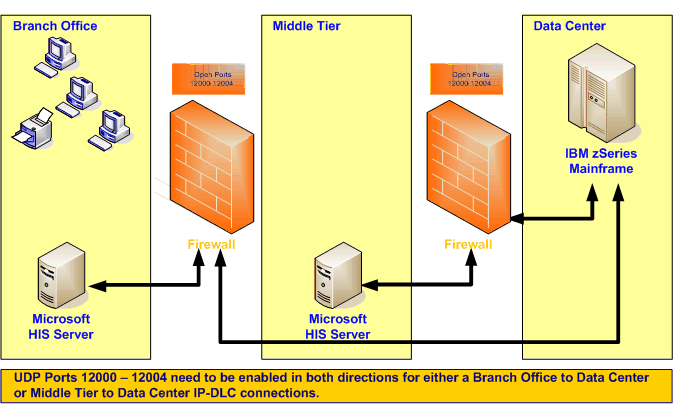 Branch Office
Middle Tier
Data Center
Open Ports
12000-12004
Open Ports
12000-12004
IBM zSeries
Mainframe
Firewall
Firewall
Microsoft
HIS Server
Microsoft
HIS Server
UDP Ports 12000 – 12004 need to be enabled in both directions for either a Branch Office to Data Center
or Middle Tier to Data Center IP-DLC connections.